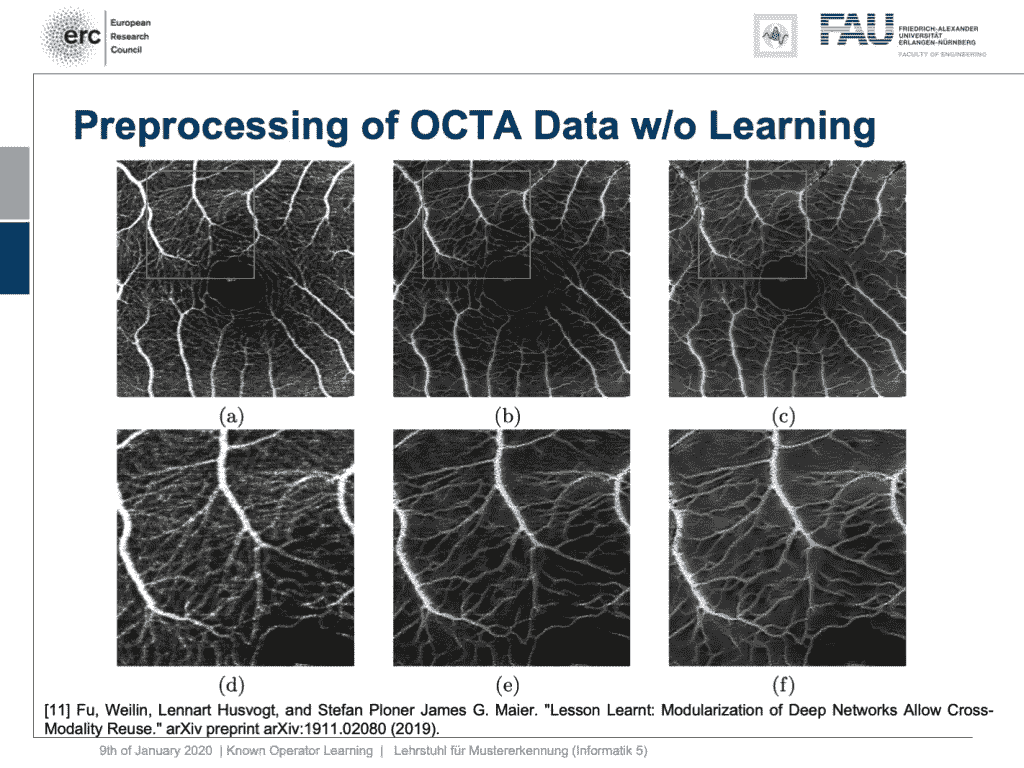 erc
European
Research
Council
FAU
FRIEDRICH-ALEXANDER
UNIVERSITÄT
ERLANGEN-NÜRNBERG
FACULTY OF ENGINEERING
Preprocessing of OCTA Data w/o Learning
(a) (b) (c)
(d) (e) (f)
[11] Fu, Weilin, Lennart Husvogt, and Stefan Ploner James G. Maier. "Lesson Learnt: Modularization of Deep Networks Allow Cross-
Modality Reuse." arXiv preprint arXiv:1911.02080 (2019).
9th of January 2020 | Known Operator Learning | Lehrstuhl für Mustererkennung (Informatik 5)